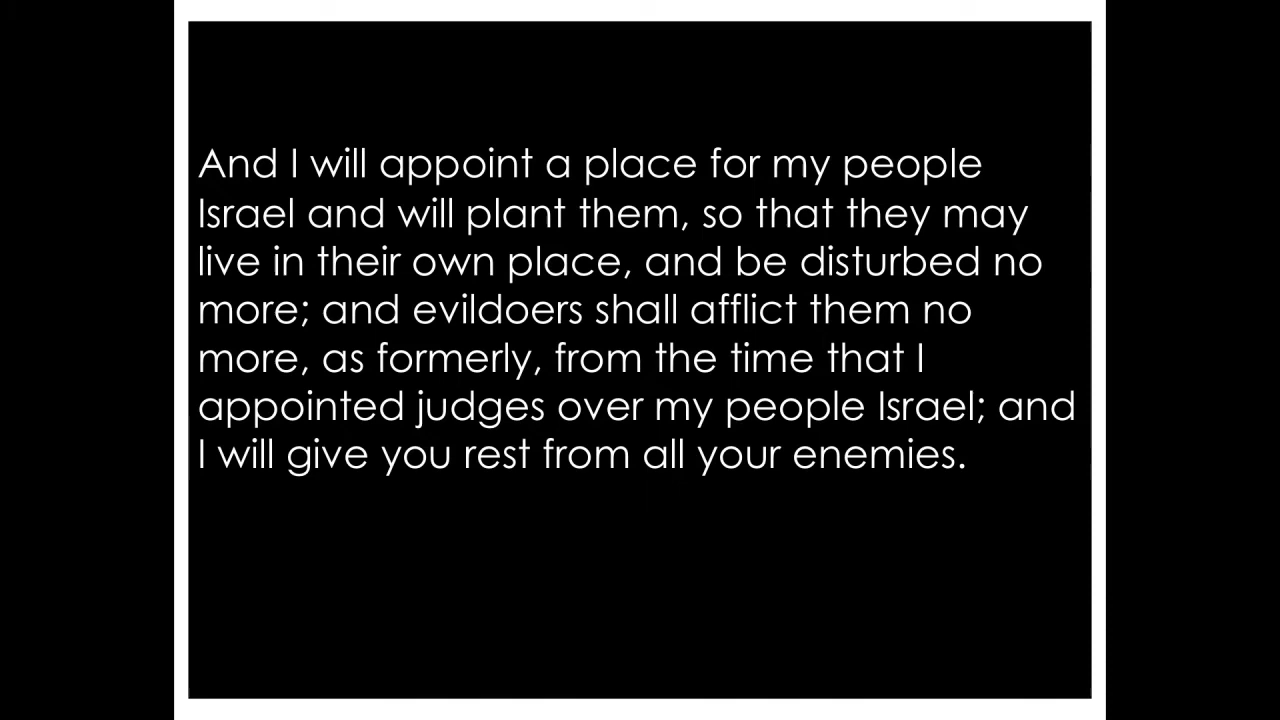 And I will appoint a place for my people
Israel and will plant them, so that they may
live in their own place, and be disturbed no
more; and evildoers shall afflict them no
more, as formerly, from the time that I
appointed judges over my people Israel; and
I will give you rest from all your enemies.